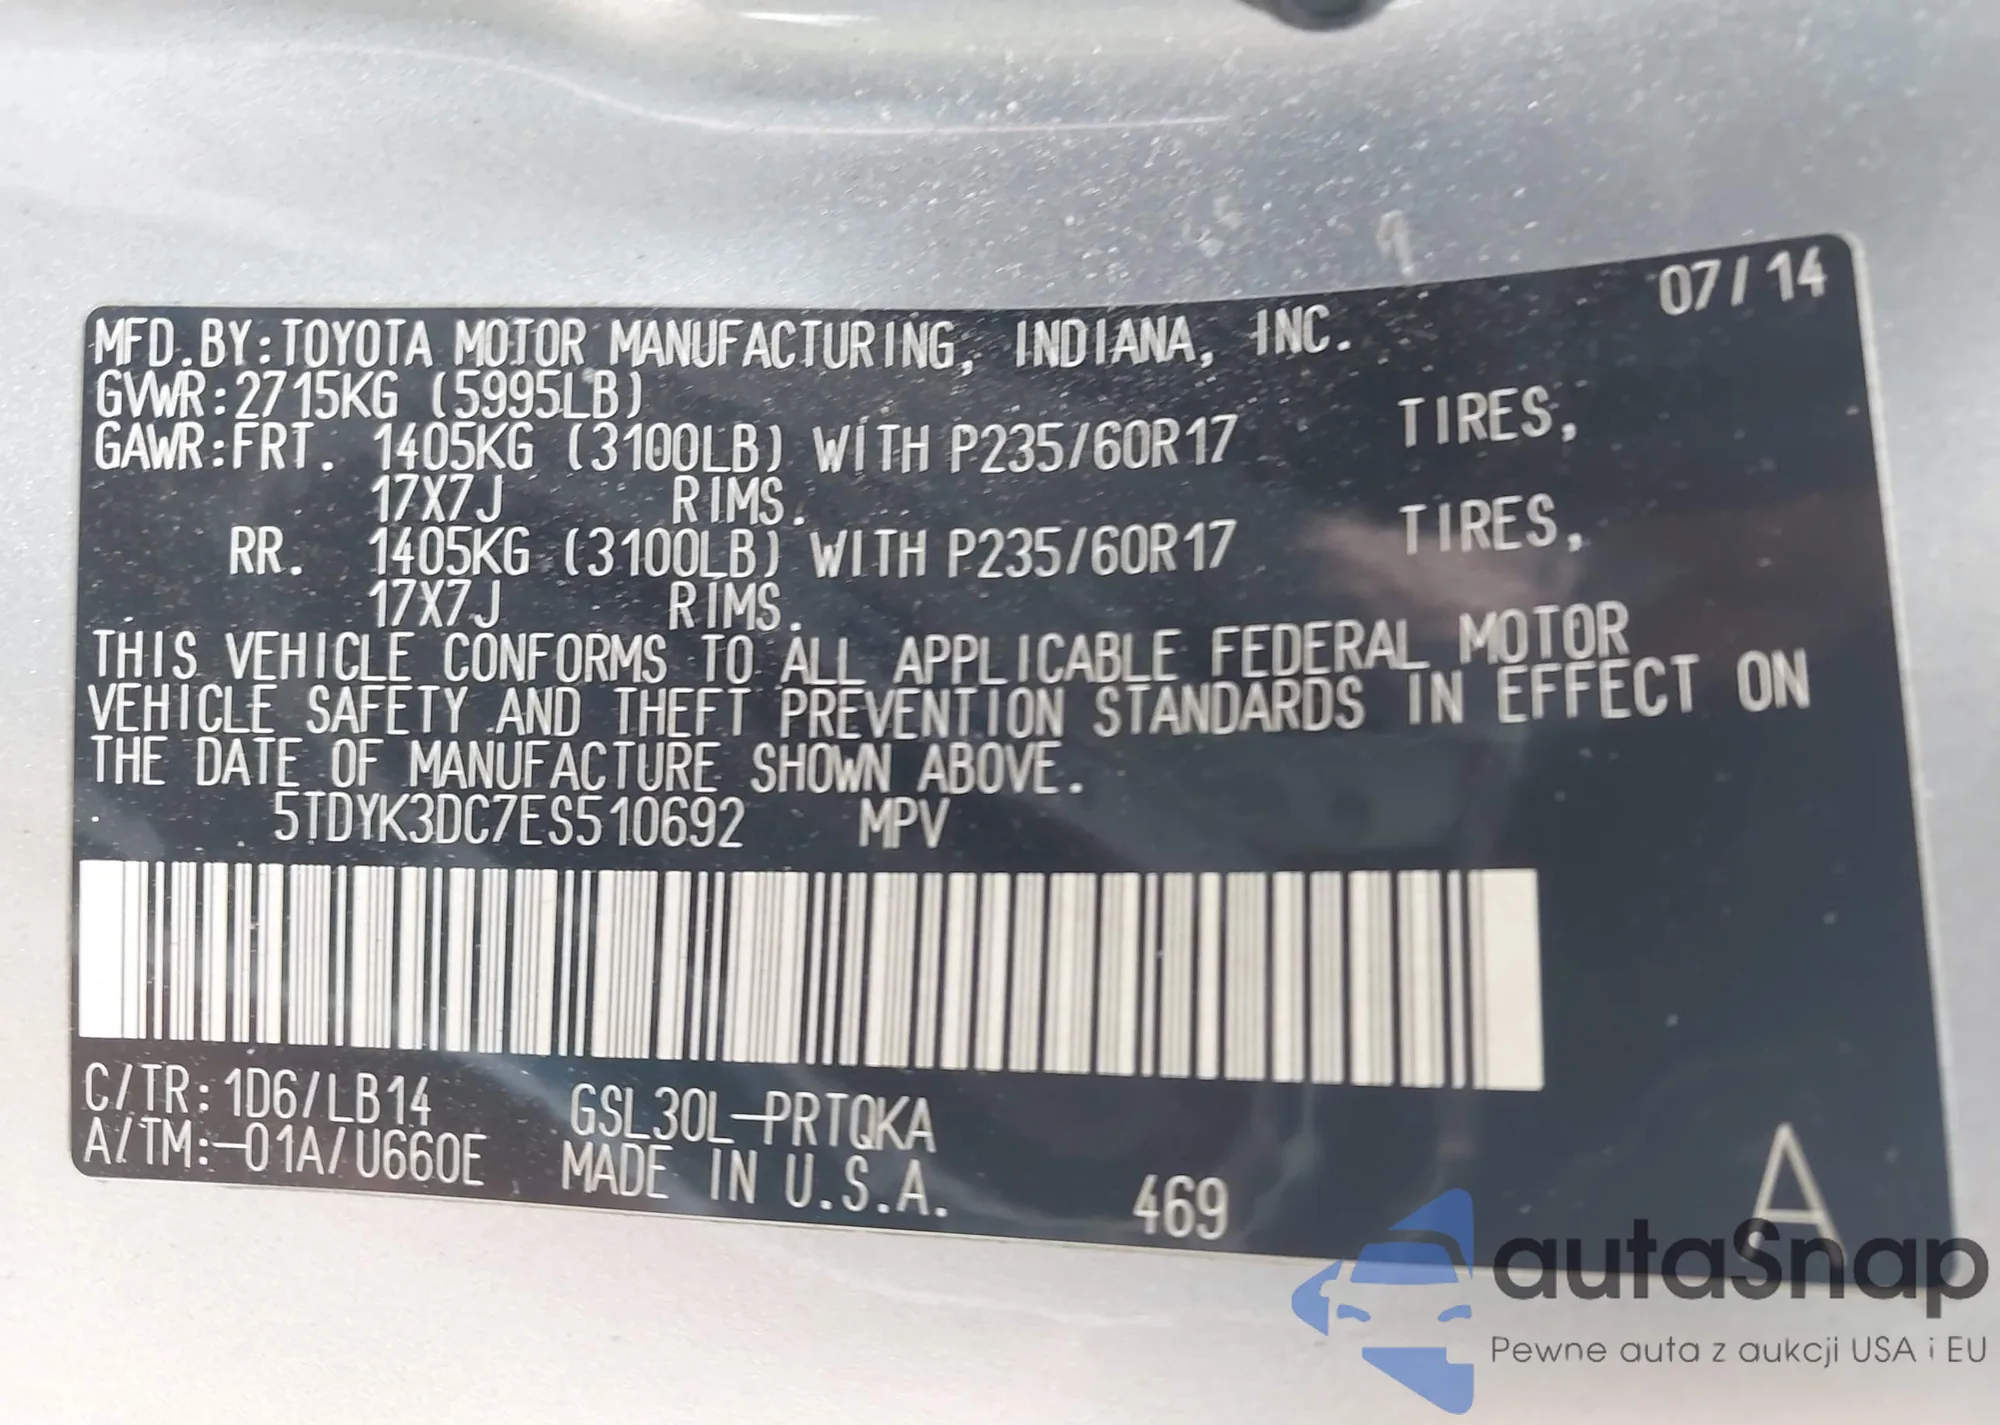 07/14
MFD.BY:TOYOTA MOTOR MANUFACTURING, INDIANA, INC.
GVWR:2715KG (5995LB)
GAWR:FRT. 1405KG (3100LB) WITH P235/60R17 TIRES,
17X7J RIMS.
RR. 1405KG (3100LB) WITH P235/60R17 TIRES,
17X7J RIMS.
THIS VEHICLE CONFORMS TO ALL APPLICABLE FEDERAL MOTOR
VEHICLE SAFETY AND THEFT PREVENTION STANDARDS IN EFFECT ON
THE DATE OF MANUFACTURE SHOWN ABOVE.
5TDYK3DC7ES510692 MPV
C/TR:1D6/LB14 GSL30L-PRTQKA
A/TM:-01A/U660E MADE IN U.S.A. 469
A
autaSnap
Pewne auta z aukcji USA i EU